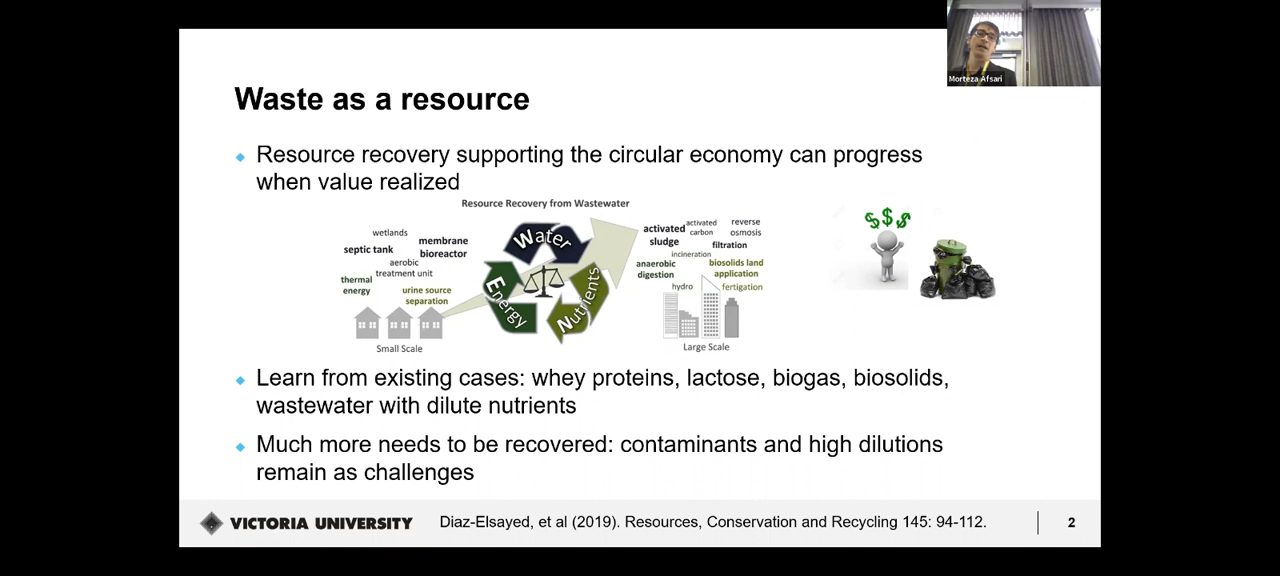 Morteza Afsari
Waste as a resource
Resource recovery supporting the circular economy can progress
when value realized
Resource Recovery from Wastewater
wetlands
septic tank
membrane
bioreactor
aerobic
treatment unit
thermal
energy
urine source
separation
Small Scale
Water
Energy
Nutrients
activated
sludge
activated
carbon
reverse
osmosis
filtration
incineration
anaerobic
digestion
biosolids land
application
hydro
fertigation
Large Scale
$ $ $
Learn from existing cases: whey proteins, lactose, biogas, biosolids,
wastewater with dilute nutrients
Much more needs to be recovered: contaminants and high dilutions
remain as challenges
VICTORIA UNIVERSITY
Diaz-Elsayed, et al (2019). Resources, Conservation and Recycling 145: 94-112.
2